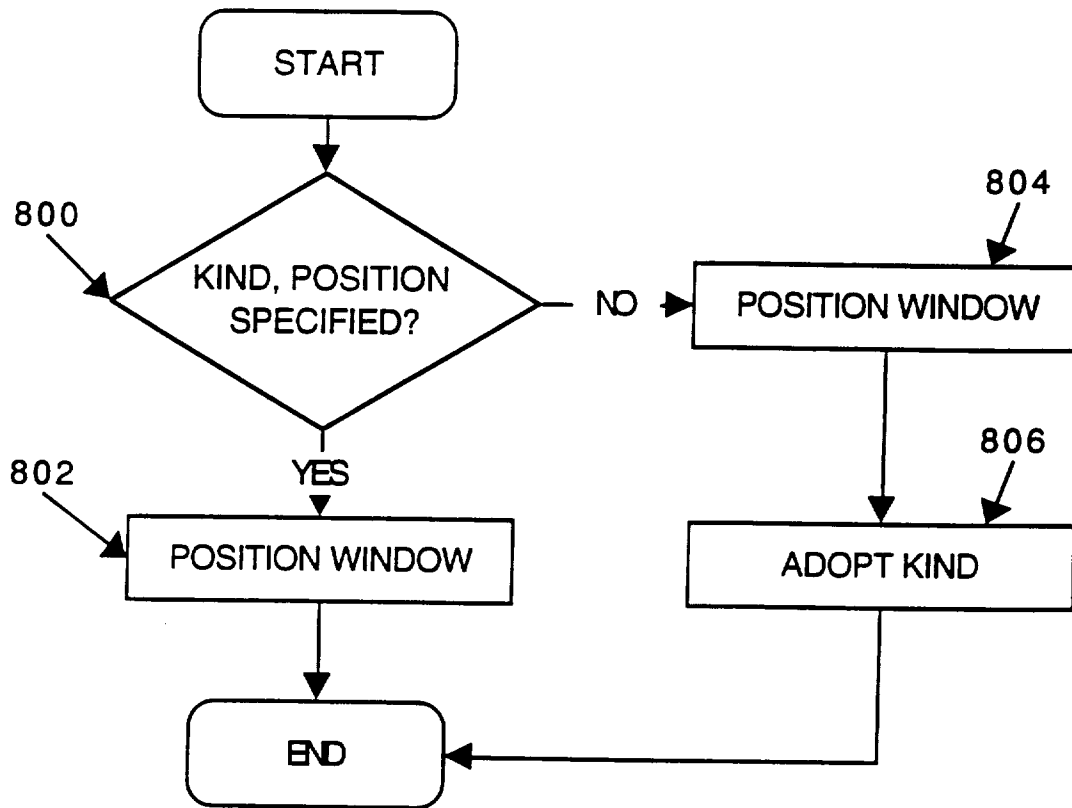 START
800
KIND, POSITION
SPECIFIED?
NO
804
POSITION WINDOW
YES
802
POSITION WINDOW
806
ADOPT KIND
END